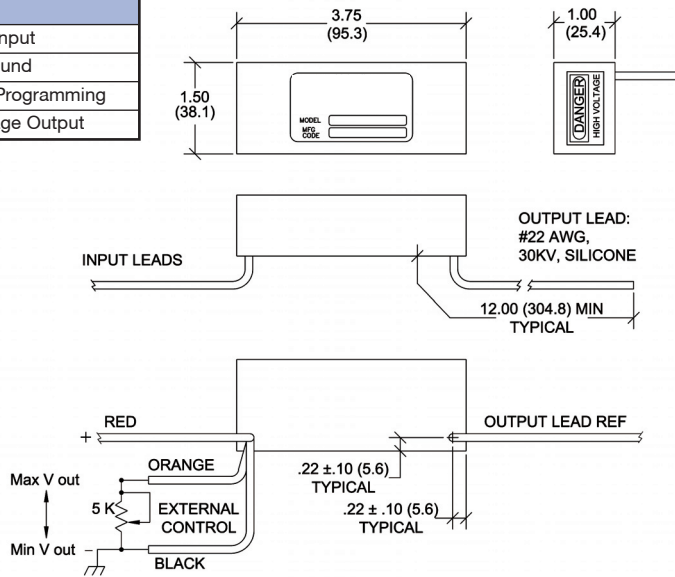 nput
und
Programming
ge Output
3.75
(95.3)
1.00
(25.4)
1.50
(38.1)
MODEL
MFG
CODE
DANGER
HIGH VOLTAGE
INPUT LEADS
OUTPUT LEAD:
#22 AWG,
30KV, SILICONE
12.00 (304.8) MIN
TYPICAL
+ RED
OUTPUT LEAD REF
ORANGE
.22 ±.10 (5.6)
TYPICAL
Max V out
5 K
EXTERNAL
CONTROL
.22 ± .10 (5.6)
TYPICAL
Min V out -
BLACK